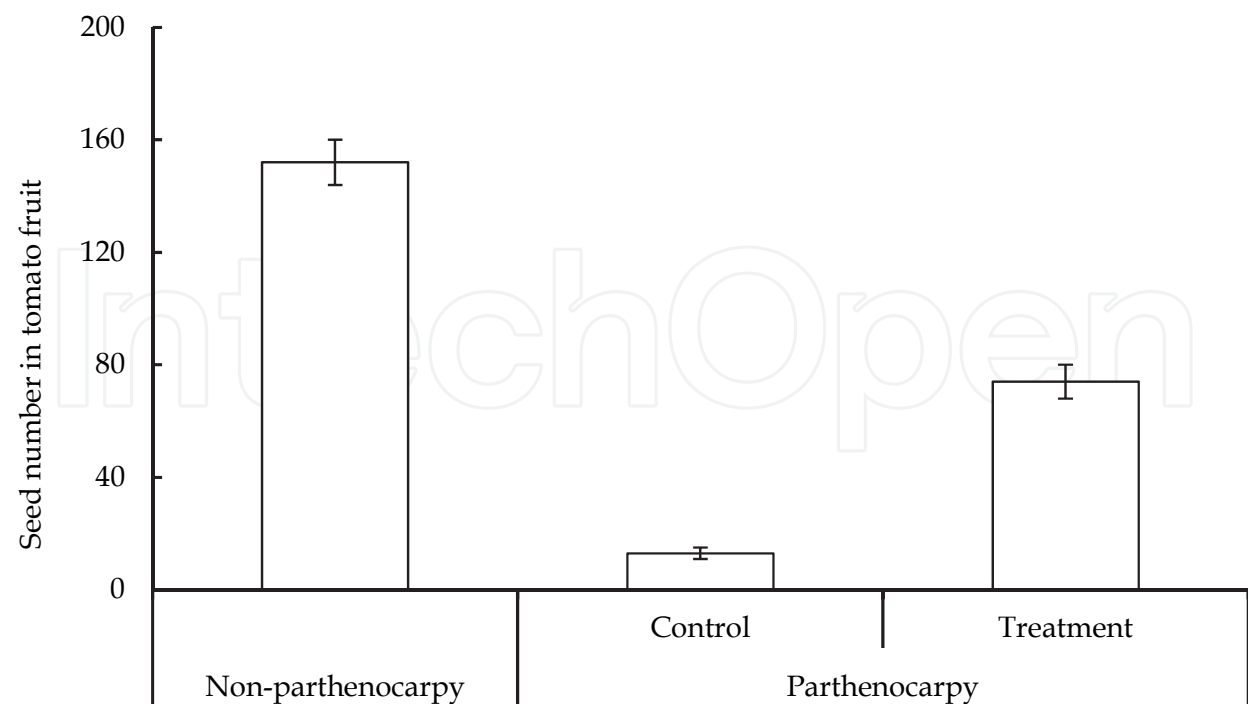 200
160
120
80
40
0
Seed number in tomato fruit
IntechOpen
Control
Treatment
Non-parthenocarpy
Parthenocarpy